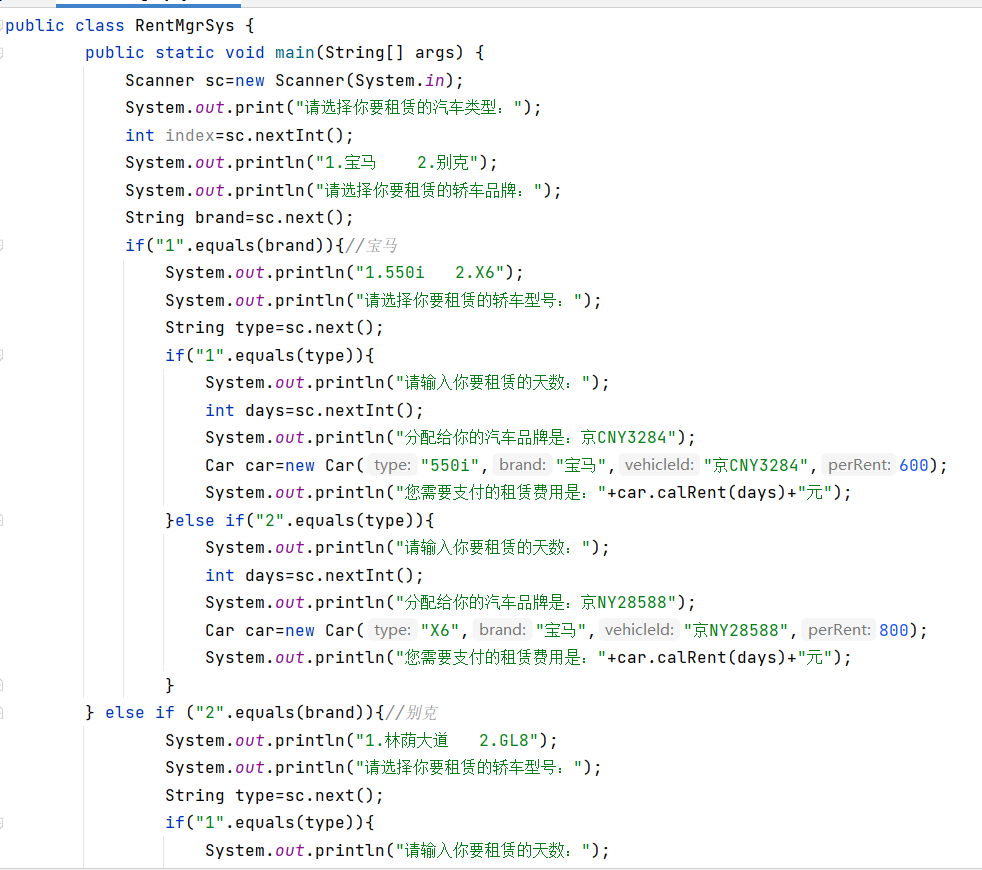 public class RentMgrSys {
public static void main(String[] args) {
Scanner sc=new Scanner(System.in);
System.out.print("请选择你要租赁的汽车类型：");
int index=sc.nextInt();
System.out.println("1.宝马    2.别克");
System.out.println("请选择你要租赁的轿车品牌：");
String brand=sc.next();
if("1".equals(brand)){//宝马
System.out.println("1.550i   2.X6");
System.out.println("请选择你要租赁的轿车型号：");
String type=sc.next();
if("1".equals(type)){
System.out.println("请输入你要租赁的天数：");
int days=sc.nextInt();
System.out.println("分配给你的汽车品牌是：京CNY3284");
Car car=new Car( type: "550i", brand: "宝马", vehicleId: "京CNY3284", perRent: 600);
System.out.println("您需要支付的租赁费用是："+car.calRent(days)+"元");
}else if("2".equals(type)){
System.out.println("请输入你要租赁的天数：");
int days=sc.nextInt();
System.out.println("分配给你的汽车品牌是：京NY28588");
Car car=new Car( type: "X6", brand: "宝马", vehicleId: "京NY28588", perRent: 800);
System.out.println("您需要支付的租赁费用是："+car.calRent(days)+"元");
}
} else if ("2".equals(brand)){//别克
System.out.println("1.林荫大道   2.GL8");
System.out.println("请选择你要租赁的轿车型号：");
String type=sc.next();
if("1".equals(type)){
System.out.println("请输入你要租赁的天数：");